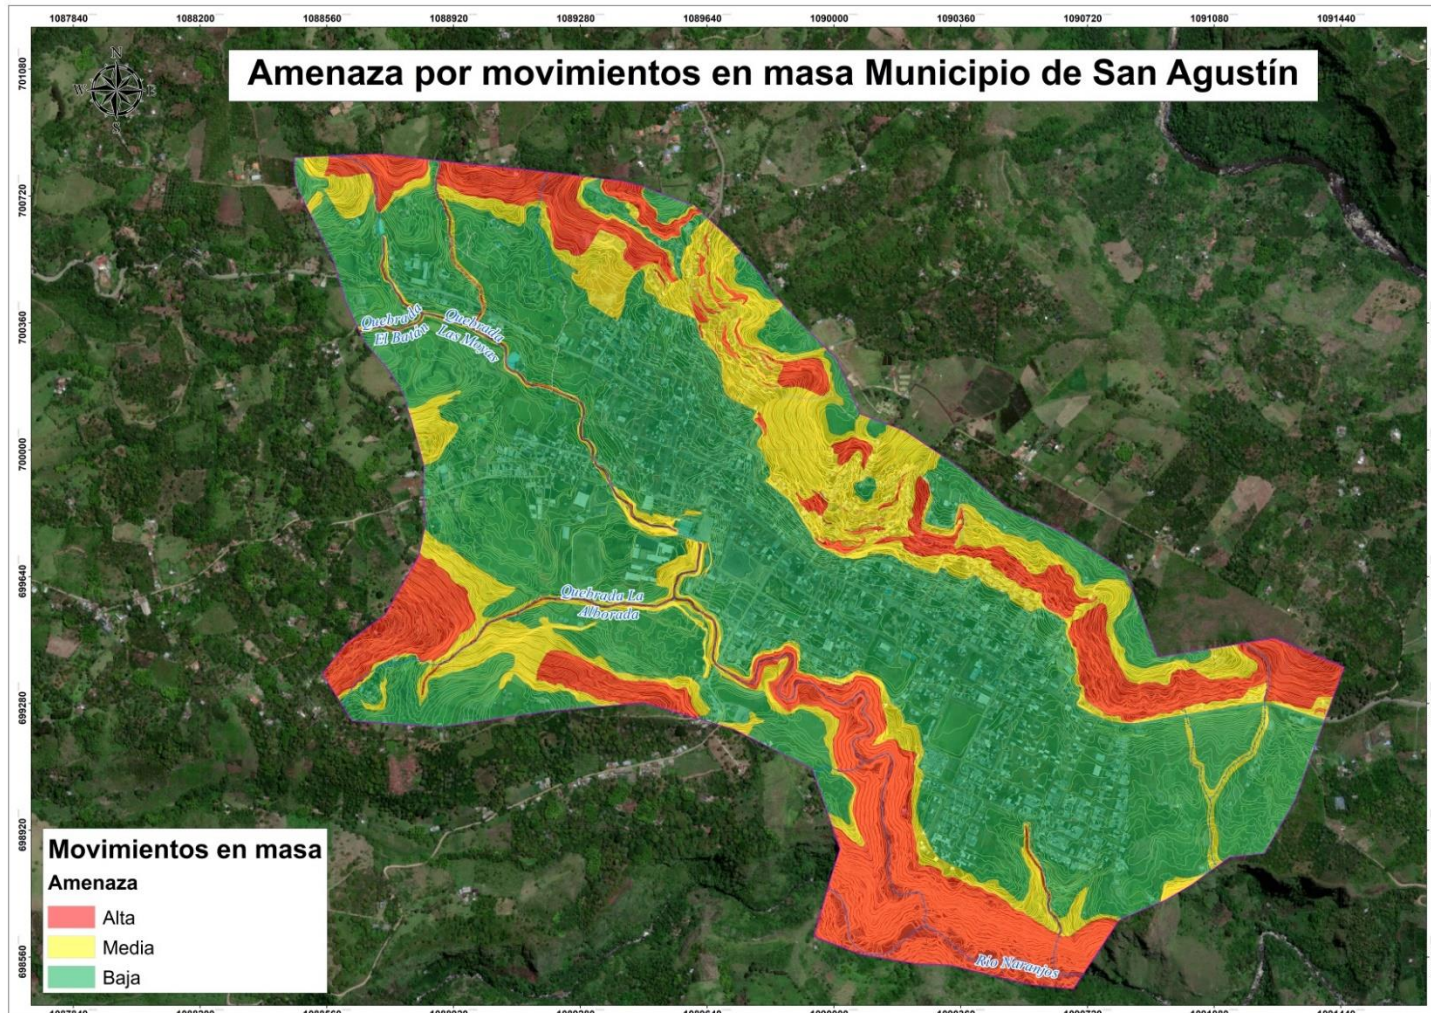 1087840 1088200 1088560 1088920 1089280 1089640 1090000 1090360 1090720 1091080 1091440
701080
700720
700360
700000
699640
699280
698920
698560
N
W E
S
Amenaza por movimientos en masa Municipio de San Agustín
Quebrada
El Batán
Quebrada
Las Moyas
Quebrada La
Alborada
Río Naranjos
Movimientos en masa
Amenaza
Alta
Media
Baja